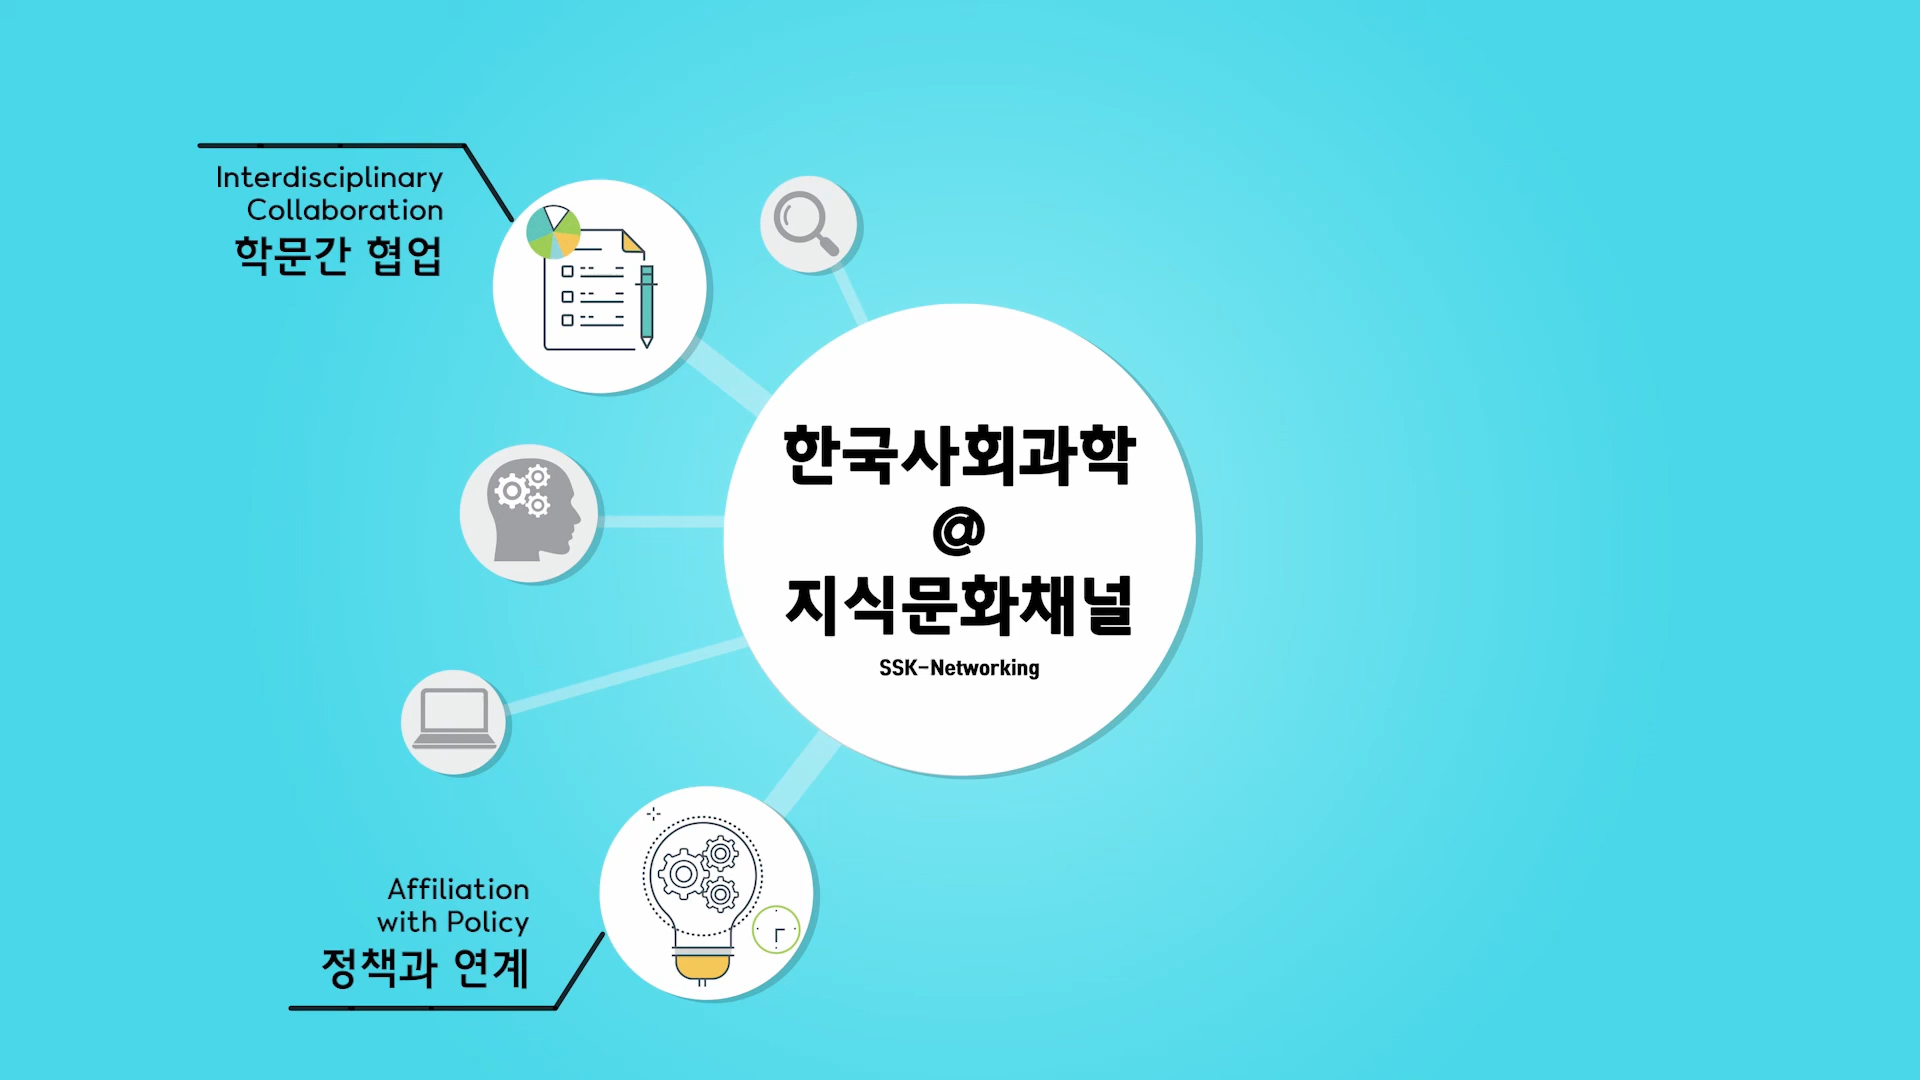 Interdisciplinary
Collaboration
학문간 협업
한국사회과학
@
지식문화채널
SSK-Networking
Affiliation
with Policy
정책과 연계